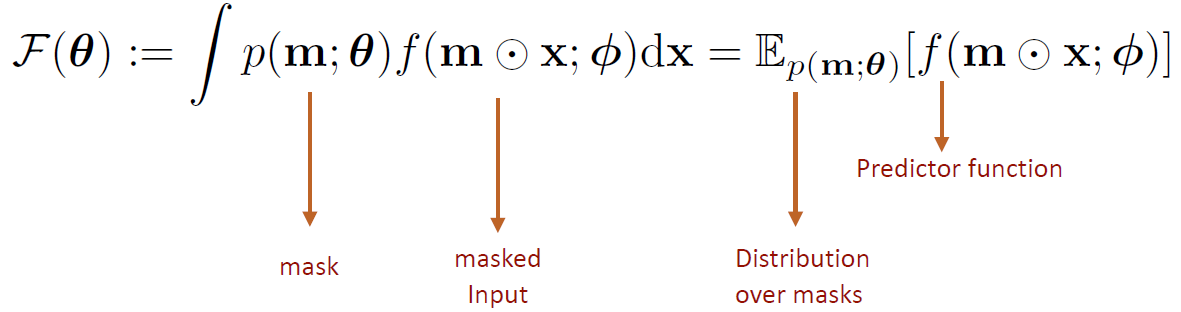 𝓕(𝜽) := ∫ p(𝐦; 𝜽) f(𝐦 ⊙ 𝐱; 𝝓)d𝐱 = 𝔼_{p(𝐦;𝜽)}[f(𝐦 ⊙ 𝐱; 𝝓)]
Predictor function
mask
masked
Input
Distribution
over masks